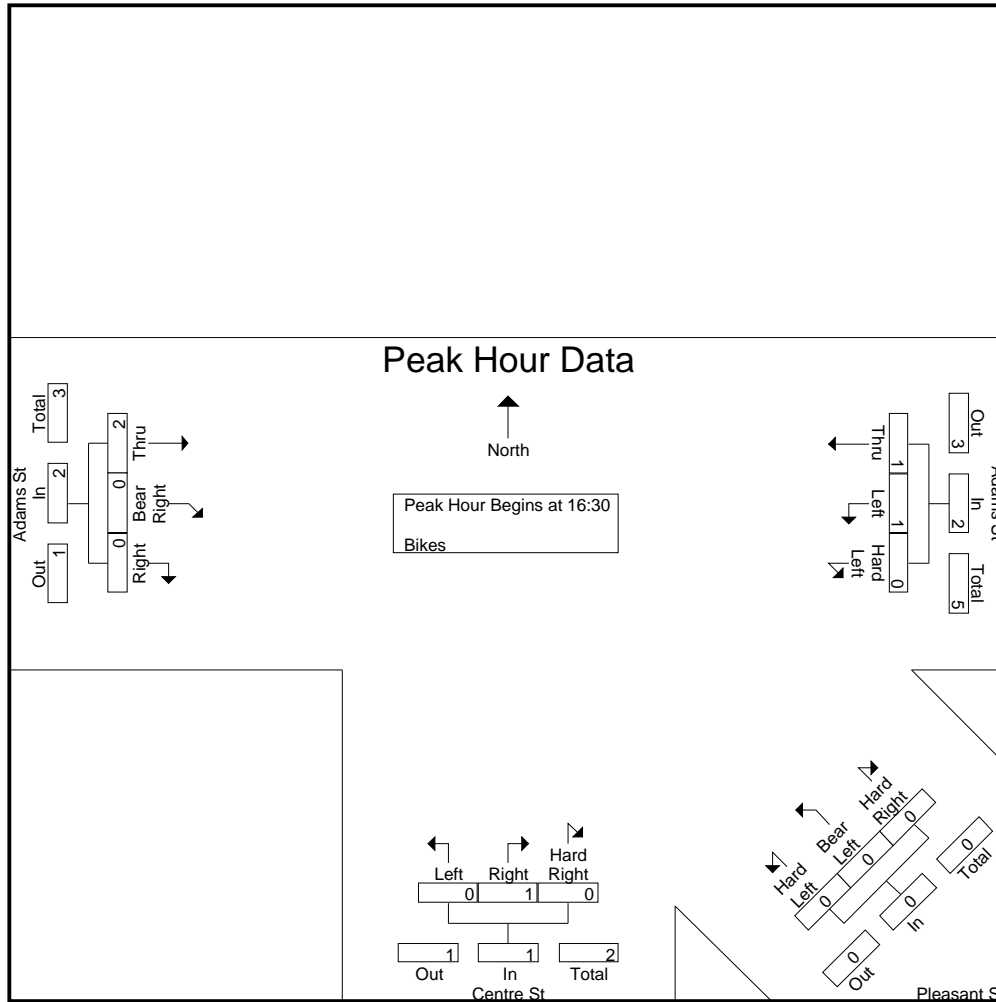 Peak Hour Data
North
Peak Hour Begins at 16:30
Bikes
Adams St
Total
3
In
2
Out
1
Thru
2
Bear
Right
0
Right
0
Thru
1
Left
1
Hard
Left
0
Out
3
In
2
Total
5
Adams St
Left
0
Right
1
Hard
Right
0
Out
1
In
1
Total
2
Centre St
Hard
Left
0
Bear
Left
0
Hard
Right
0
Out
0
In
0
Total
0
Pleasant S